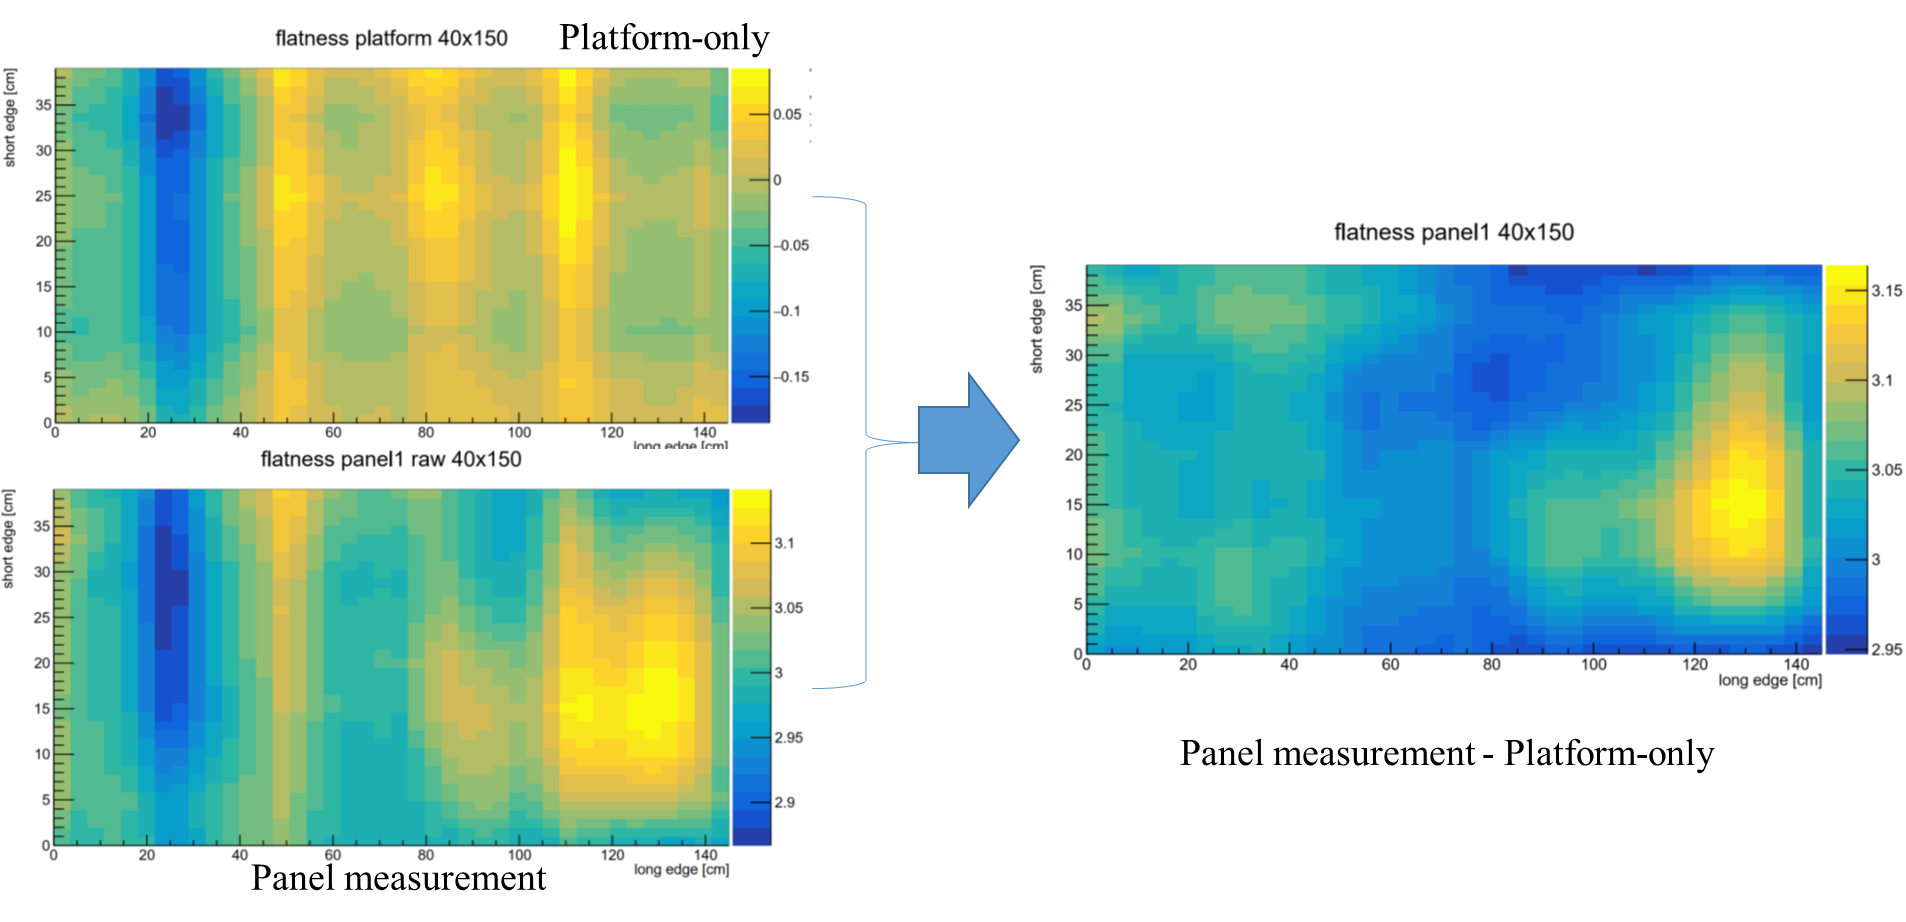 flatness platform 40x150
Platform-only
short edge [cm]
35
30
25
20
15
10
5
0
0 20 40 60 80 100 120 140
long edge [cm]
0.05
0
−0.05
−0.1
−0.15
flatness panel1 raw 40x150
short edge [cm]
35
30
25
20
15
10
5
0
0 20 40 60 80 100 120 140
long edge [cm]
3.1
3.05
3
2.95
2.9
Panel measurement
flatness panel1 40x150
short edge [cm]
35
30
25
20
15
10
5
0
0 20 40 60 80 100 120 140
long edge [cm]
3.15
3.1
3.05
3
2.95
Panel measurement - Platform-only